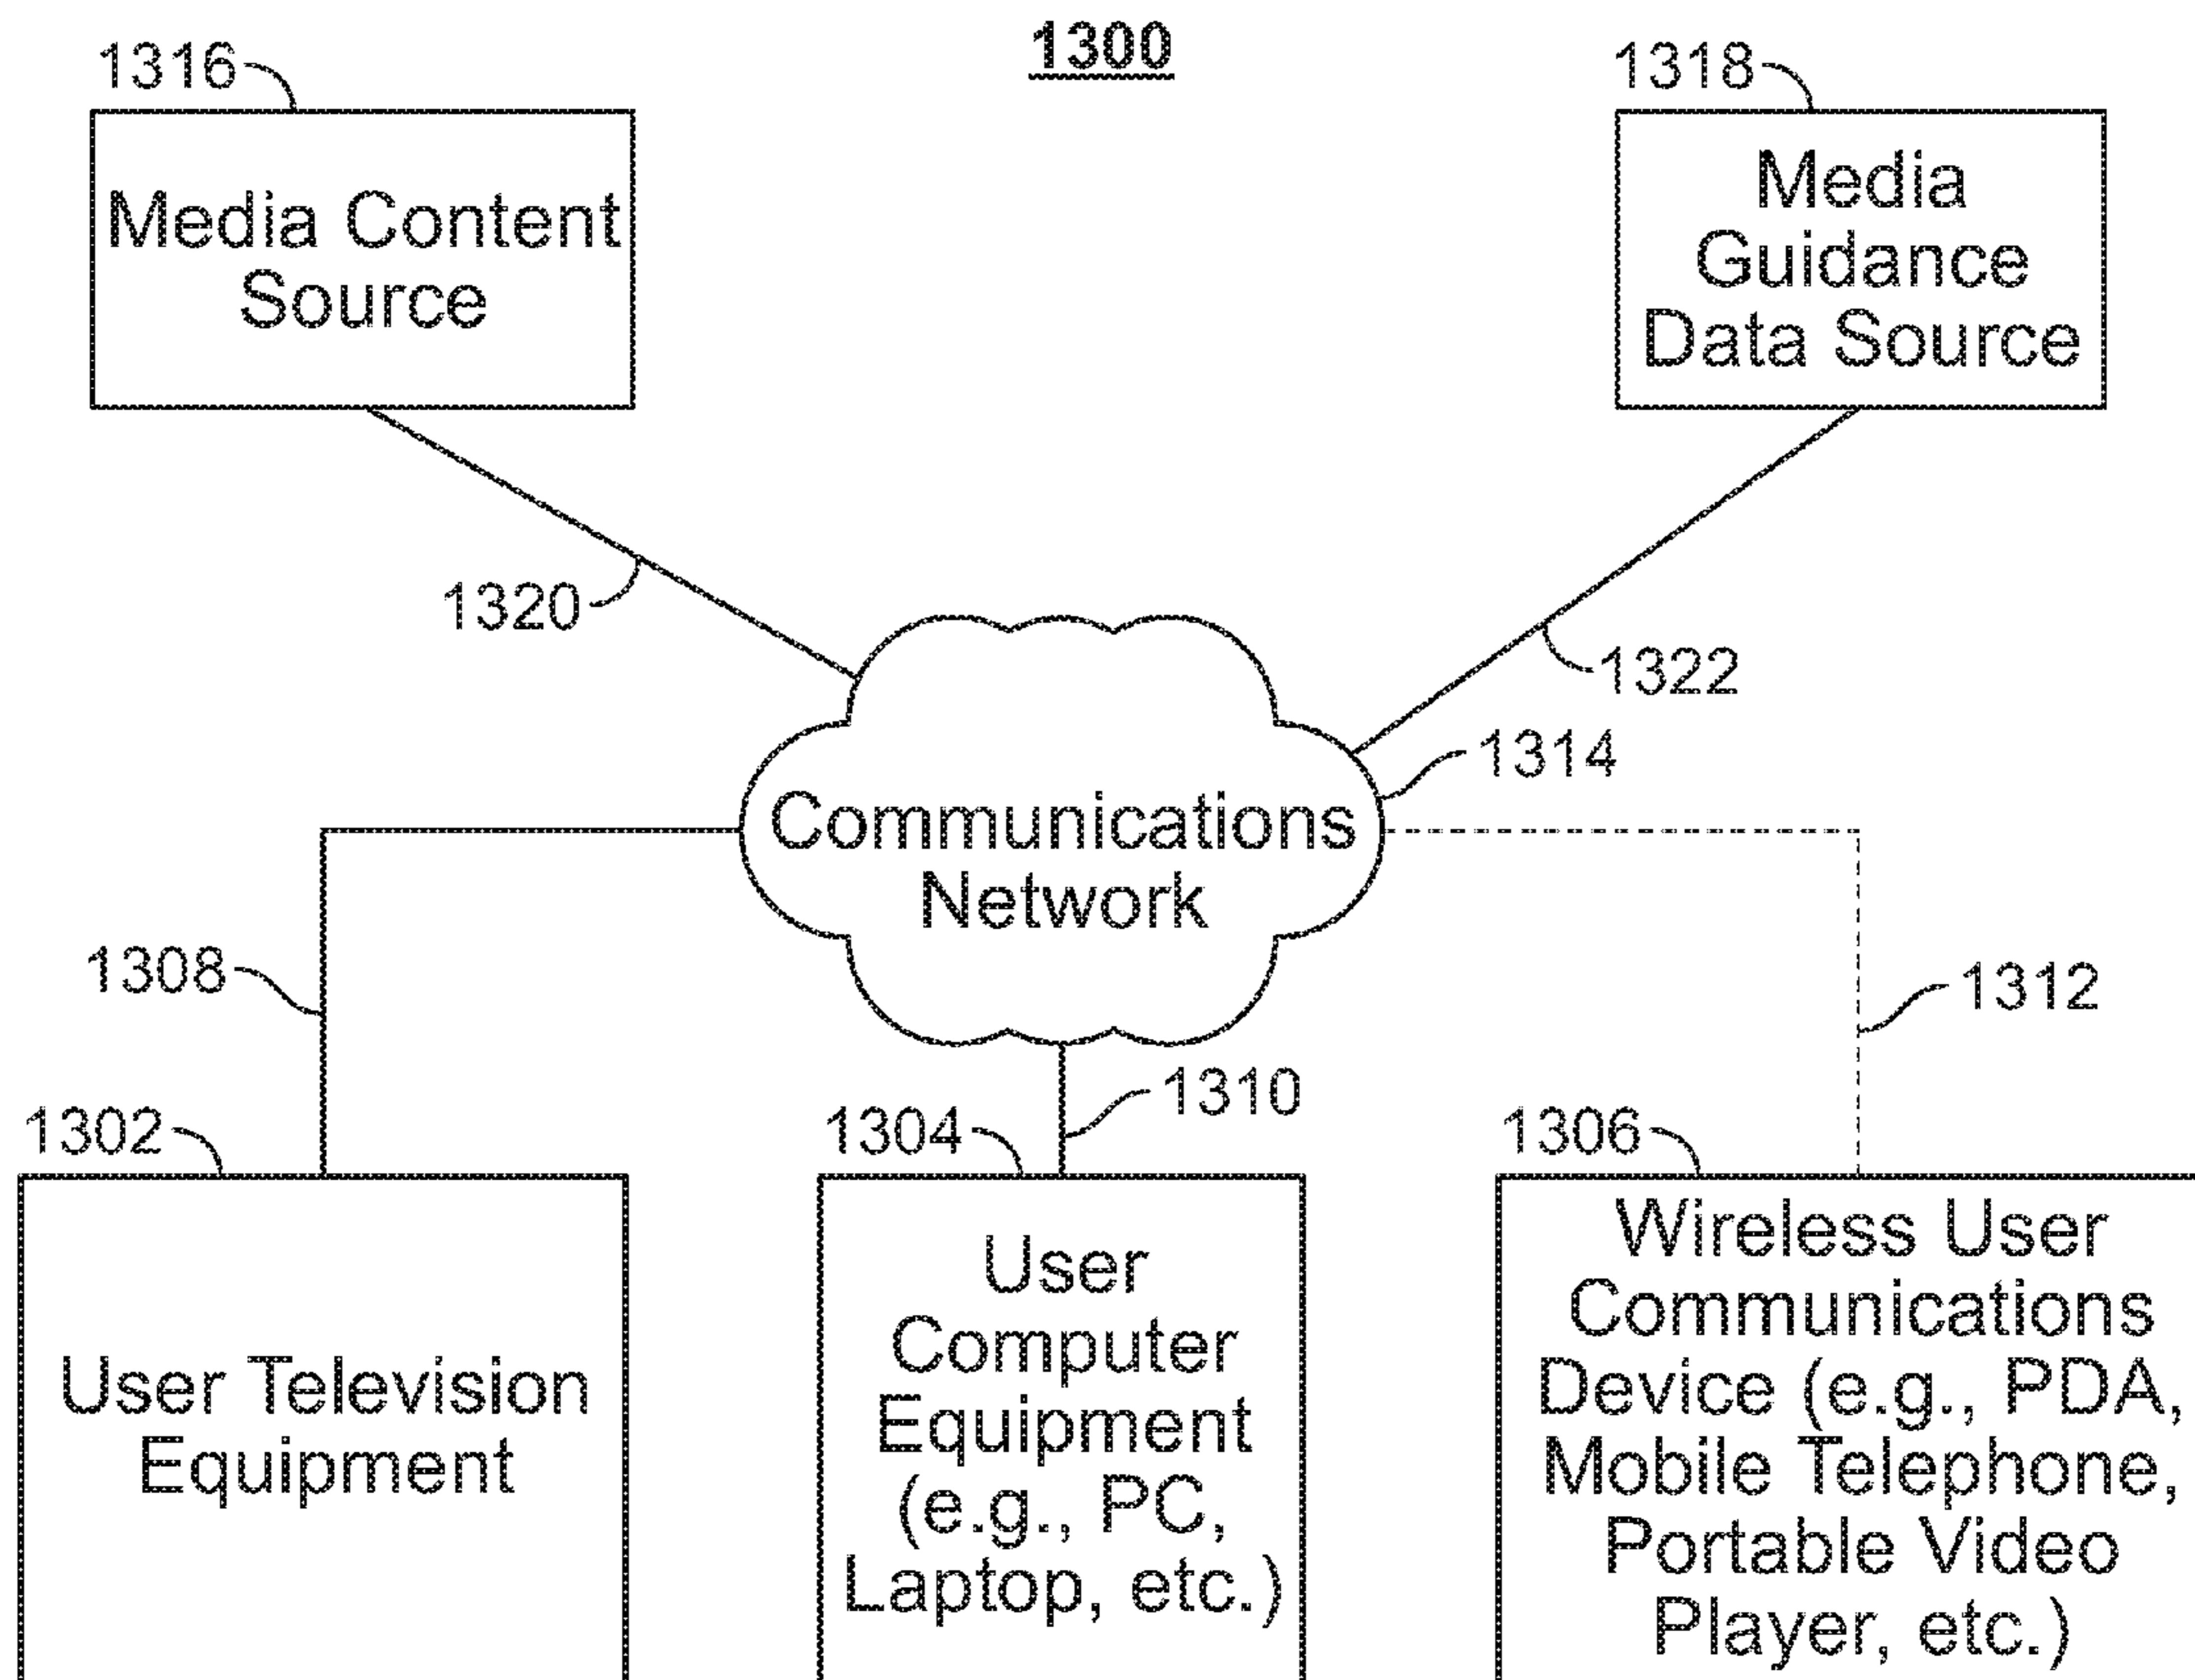 1300
1316
1318
Media Content
Source
Media
Guidance
Data Source
1320
1322
1314
Communications
Network
1308
1312
1310
1302
1304
1306
User Television
Equipment
User
Computer
Equipment
(e.g., PC,
Laptop, etc.)
Wireless User
Communications
Device (e.g., PDA,
Mobile Telephone,
Portable Video
Player, etc.)